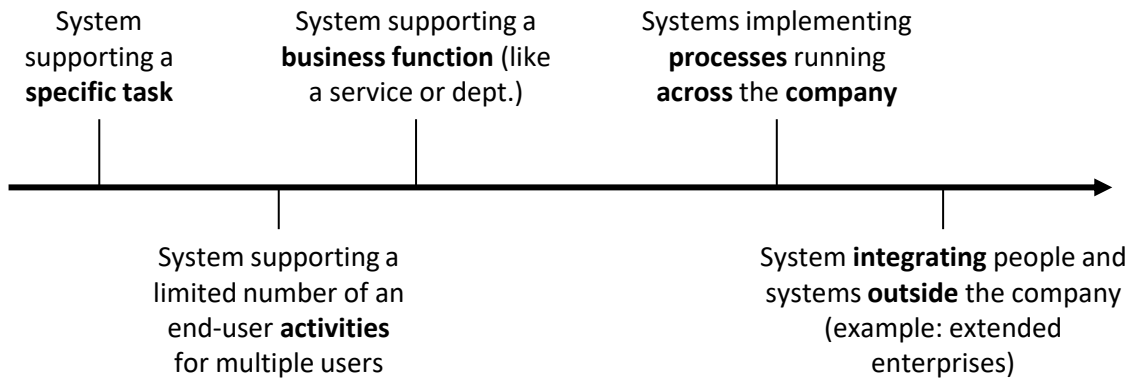 System
supporting a
specific task
System supporting a
business function (like
a service or dept.)
Systems implementing
processes running
across the company
System supporting a
limited number of an
end-user activities
for multiple users
System integrating people and
systems outside the company
(example: extended
enterprises)